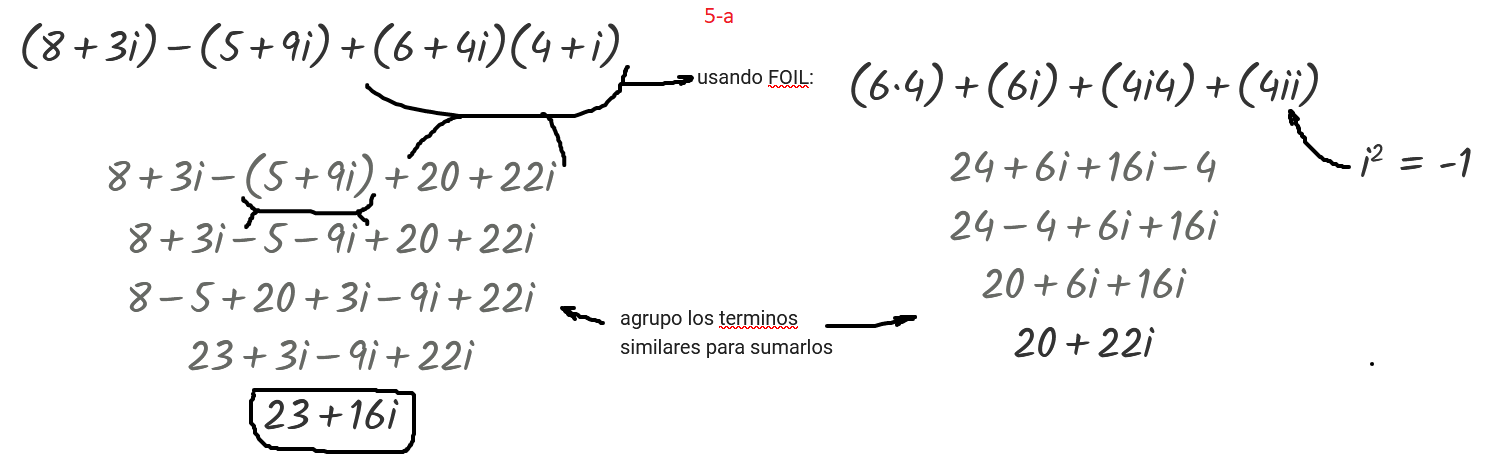 5-a
(8 + 3i) – (5 + 9i) + (6 + 4i)(4 + i)
usando FOIL:
(6·4) + (6i) + (4i4) + (4ii)
i² = -1
8 + 3i – (5 + 9i) + 20 + 22i
8 + 3i – 5 – 9i + 20 + 22i
8 – 5 + 20 + 3i – 9i + 22i
23 + 3i – 9i + 22i
23 + 16i
agrupo los terminos
similares para sumarlos
24 + 6i + 16i – 4
24 – 4 + 6i + 16i
20 + 6i + 16i
20 + 22i